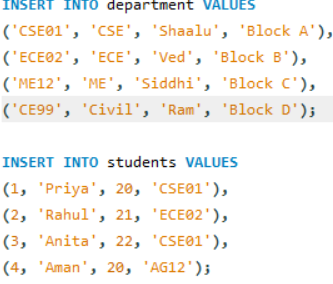 INSERT INTO department VALUES
('CSE01', 'CSE', 'Shaalu', 'Block A'),
('ECE02', 'ECE', 'Ved', 'Block B'),
('ME12', 'ME', 'Siddhi', 'Block C'),
('CE99', 'Civil', 'Ram', 'Block D');
INSERT INTO students VALUES
(1, 'Priya', 20, 'CSE01'),
(2, 'Rahul', 21, 'ECE02'),
(3, 'Anita', 22, 'CSE01'),
(4, 'Aman', 20, 'AG12');